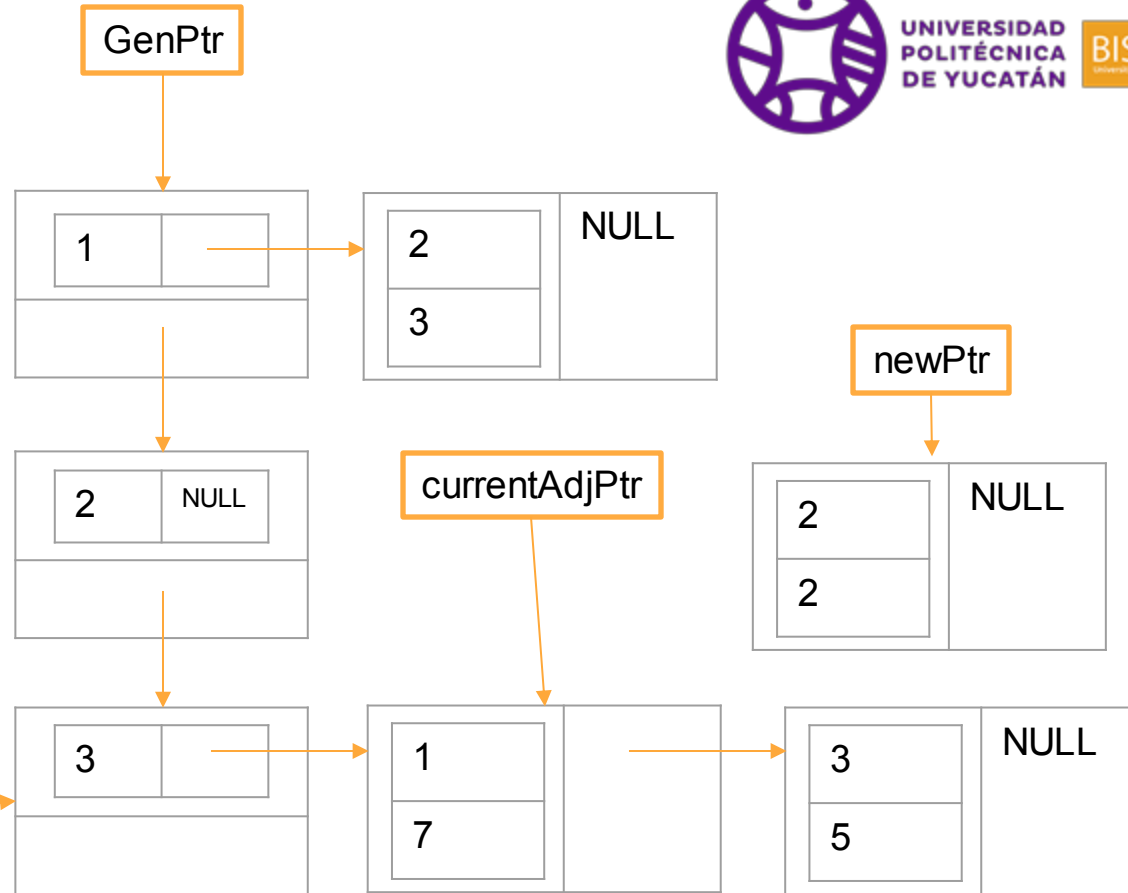 GenPtr
UNIVERSIDAD
POLITÉCNICA
DE YUCATÁN
1
2
NULL
3
newPtr
2
NULL
currentAdjPtr
2
NULL
2
3
1
7
3
NULL
5